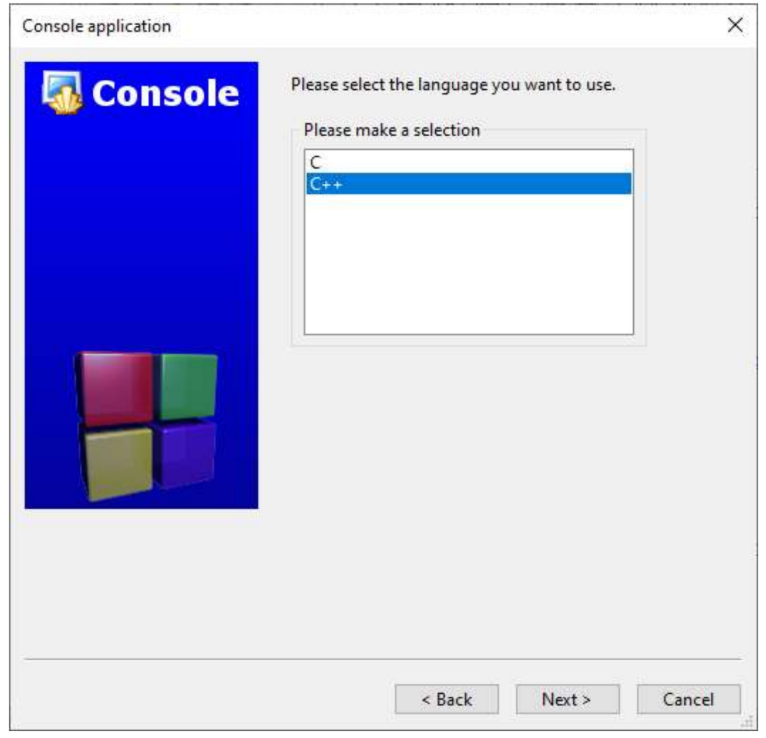 Console application
Console
Please select the language you want to use.
Please make a selection
C
C++
< Back
Next >
Cancel